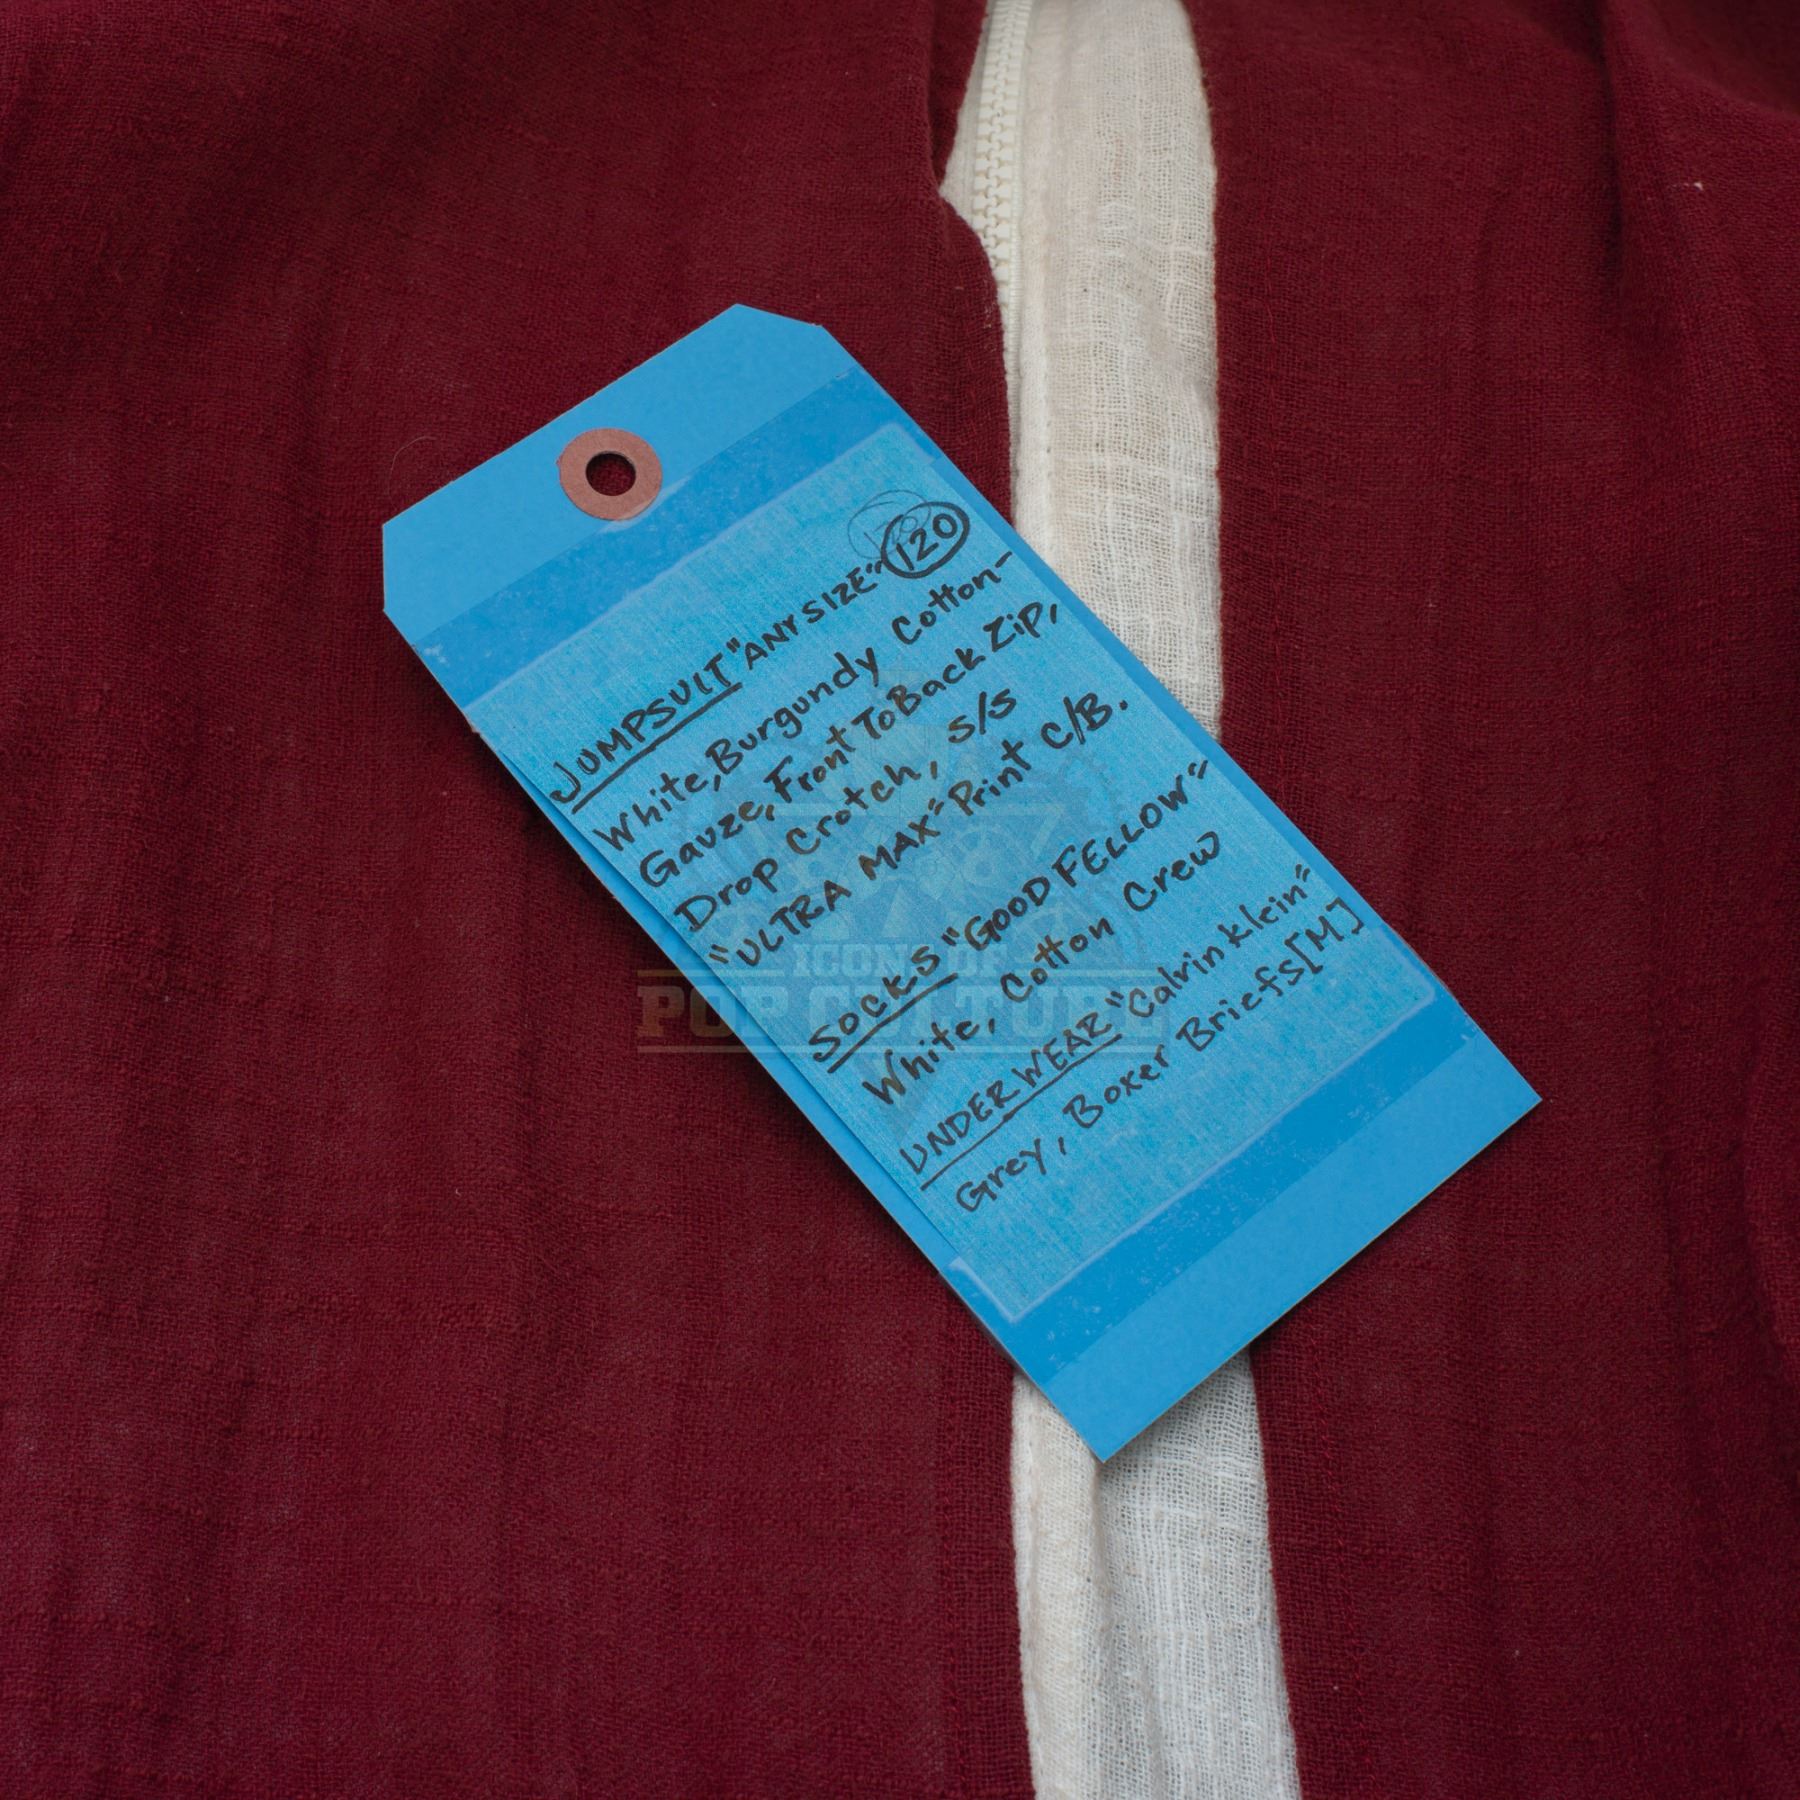 JUMPSUIT "ANY SIZE" 120
White, Burgundy Cotton-
Gauze, Front To Back Zip,
Drop Crotch, S/S
"ULTRA MAX" Print C/B.
SOCKS "GOOD FELLOW"
White, Cotton Crew
UNDERWEAR "Calvin Klein"
Grey, Boxer Briefs [M]
ICONS OF
POP CULTURE